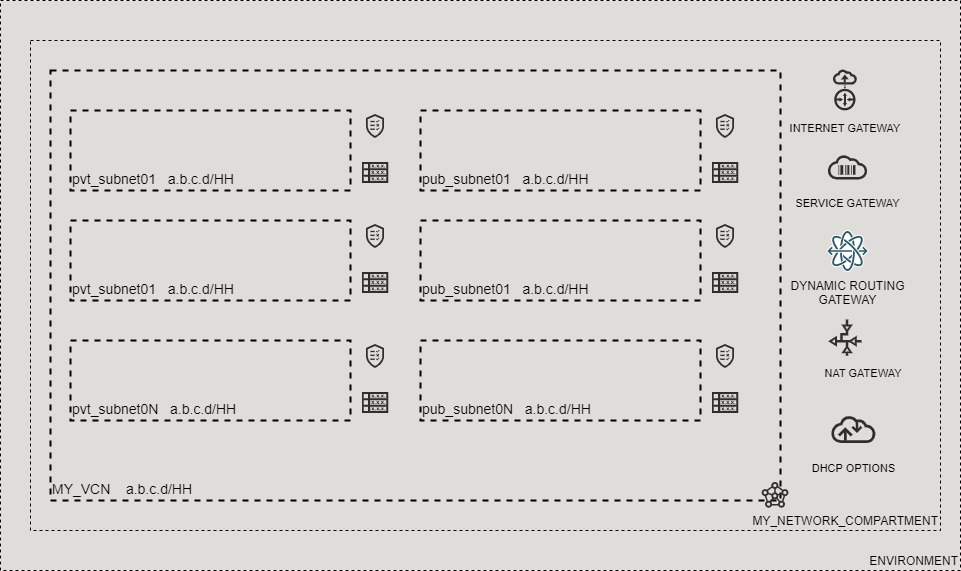 INTERNET GATEWAY
pvt_subnet01 a.b.c.d/HH
pub_subnet01 a.b.c.d/HH
SERVICE GATEWAY
pvt_subnet01 a.b.c.d/HH
pub_subnet01 a.b.c.d/HH
DYNAMIC ROUTING
GATEWAY
NAT GATEWAY
pvt_subnet0N a.b.c.d/HH
pub_subnet0N a.b.c.d/HH
DHCP OPTIONS
MY_VCN a.b.c.d/HH
MY_NETWORK_COMPARTMENT
ENVIRONMENT